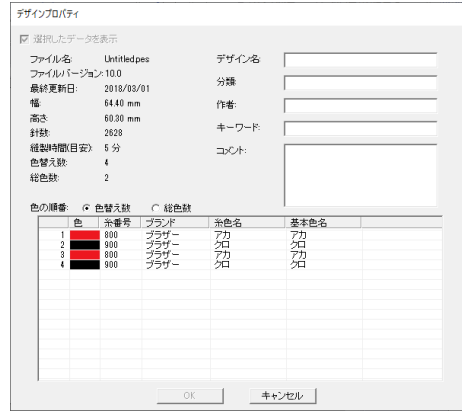 デザインプロパティ
選択したデータを表示
ファイル名: Untitled.pes
ファイルバージョン: 10.0
最終更新日: 2018/03/01
幅: 64.40 mm
高さ: 60.30 mm
針数: 2628
縫製時間(目安): 5 分
色替え数: 4
総色数: 2
デザイン名:
分類:
作者:
キーワード:
コメント:
色の順番: 色替え数 総色数
色 糸番号 ブランド 糸色名 基本色名
1 800 ブラザー アカ アカ
2 900 ブラザー クロ クロ
3 800 ブラザー アカ アカ
4 900 ブラザー クロ クロ
OK キャンセル